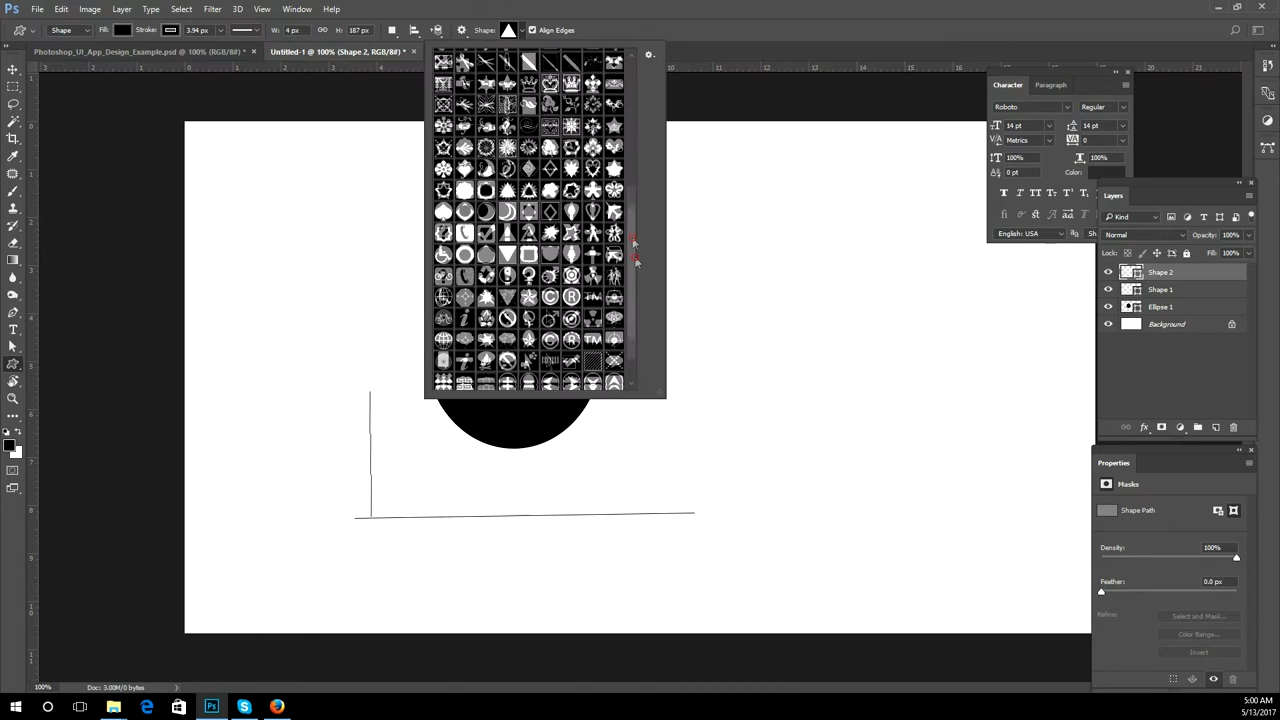 Ps File Edit Image Layer Type Select Filter 3D View Window Help
Shape Fill: Stroke: 3.94 px W: 4 px H: 187 px Shape: Align Edges
Photoshop_UI_App_Design_Example.psd @ 100% (RGB/8#) * × Untitled-1 @ 100% (Shape 2, RGB/8#) * ×
Character Paragraph
Roboto Regular
14 pt 14 pt
Metrics 0
100% 100%
0 pt Color:
English: USA
Layers
Kind
Normal Opacity: 100%
Lock: Fill: 100%
Shape 2
Shape 1
Ellipse 1
Background
Properties
Masks
Shape Path
Density: 100%
Feather: 0.0 px
Refine: Select and Mask...
Color Range...
Invert
100% Doc: 3.00M/0 bytes
5:00 AM
5/13/2017